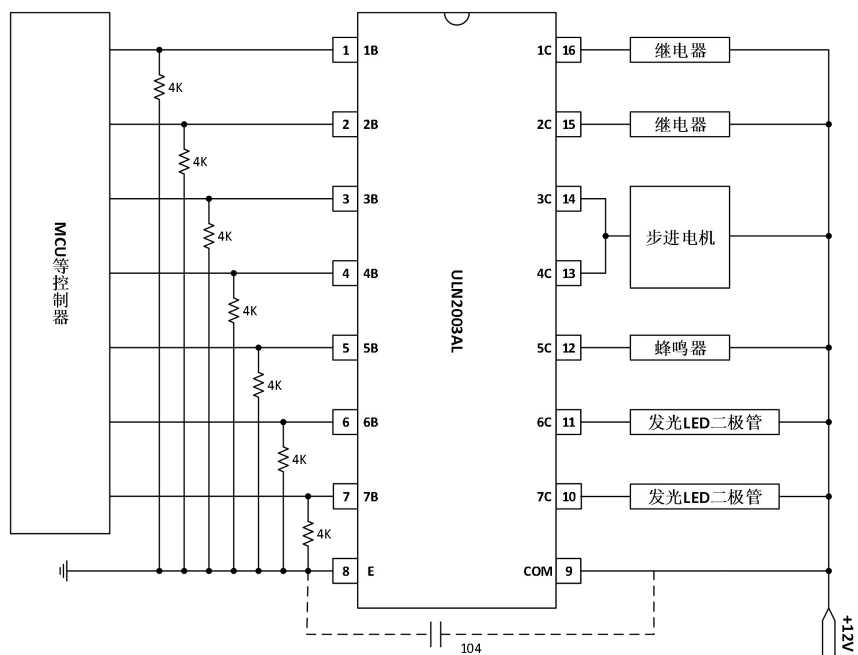 MCU等控制器
1 1B
4K
2 2B
4K
3 3B
4K
4 4B
4K
5 5B
4K
6 6B
4K
7 7B
4K
8 E
ULN2003AL
1C 16 继电器
2C 15 继电器
3C 14
步进电机
4C 13
5C 12 蜂鸣器
6C 11 发光LED二极管
7C 10 发光LED二极管
COM 9
104
+12V